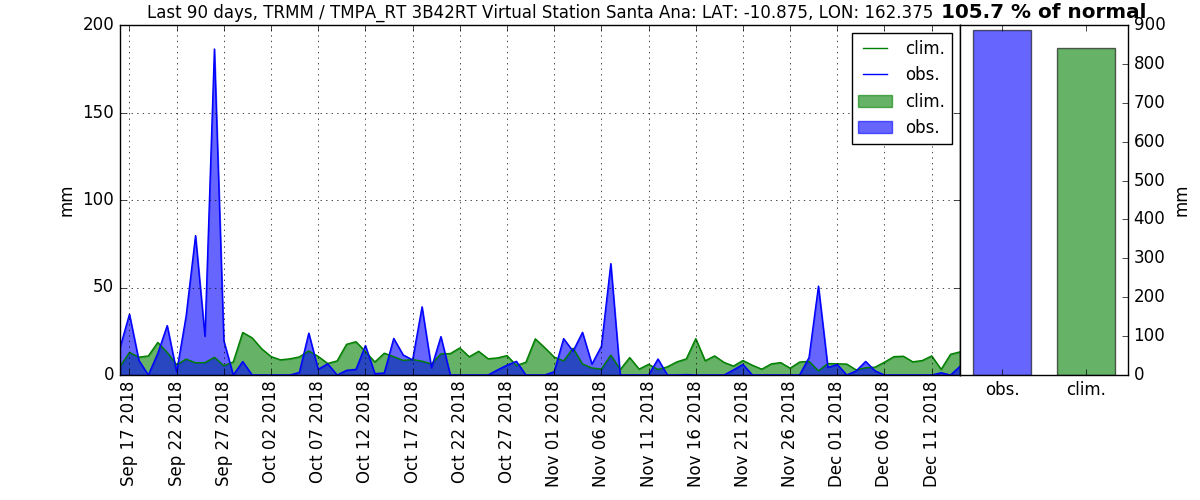 Last 90 days, TRMM / TMPA_RT 3B42RT Virtual Station Santa Ana: LAT: -10.875, LON: 162.375 105.7 % of normal
200
150
100
50
0
mm
clim.
obs.
clim.
obs.
900
800
700
600
500
400
300
200
100
0
mm
obs.
clim.
Sep 17 2018
Sep 22 2018
Sep 27 2018
Oct 02 2018
Oct 07 2018
Oct 12 2018
Oct 17 2018
Oct 22 2018
Oct 27 2018
Nov 01 2018
Nov 06 2018
Nov 11 2018
Nov 16 2018
Nov 21 2018
Nov 26 2018
Dec 01 2018
Dec 06 2018
Dec 11 2018